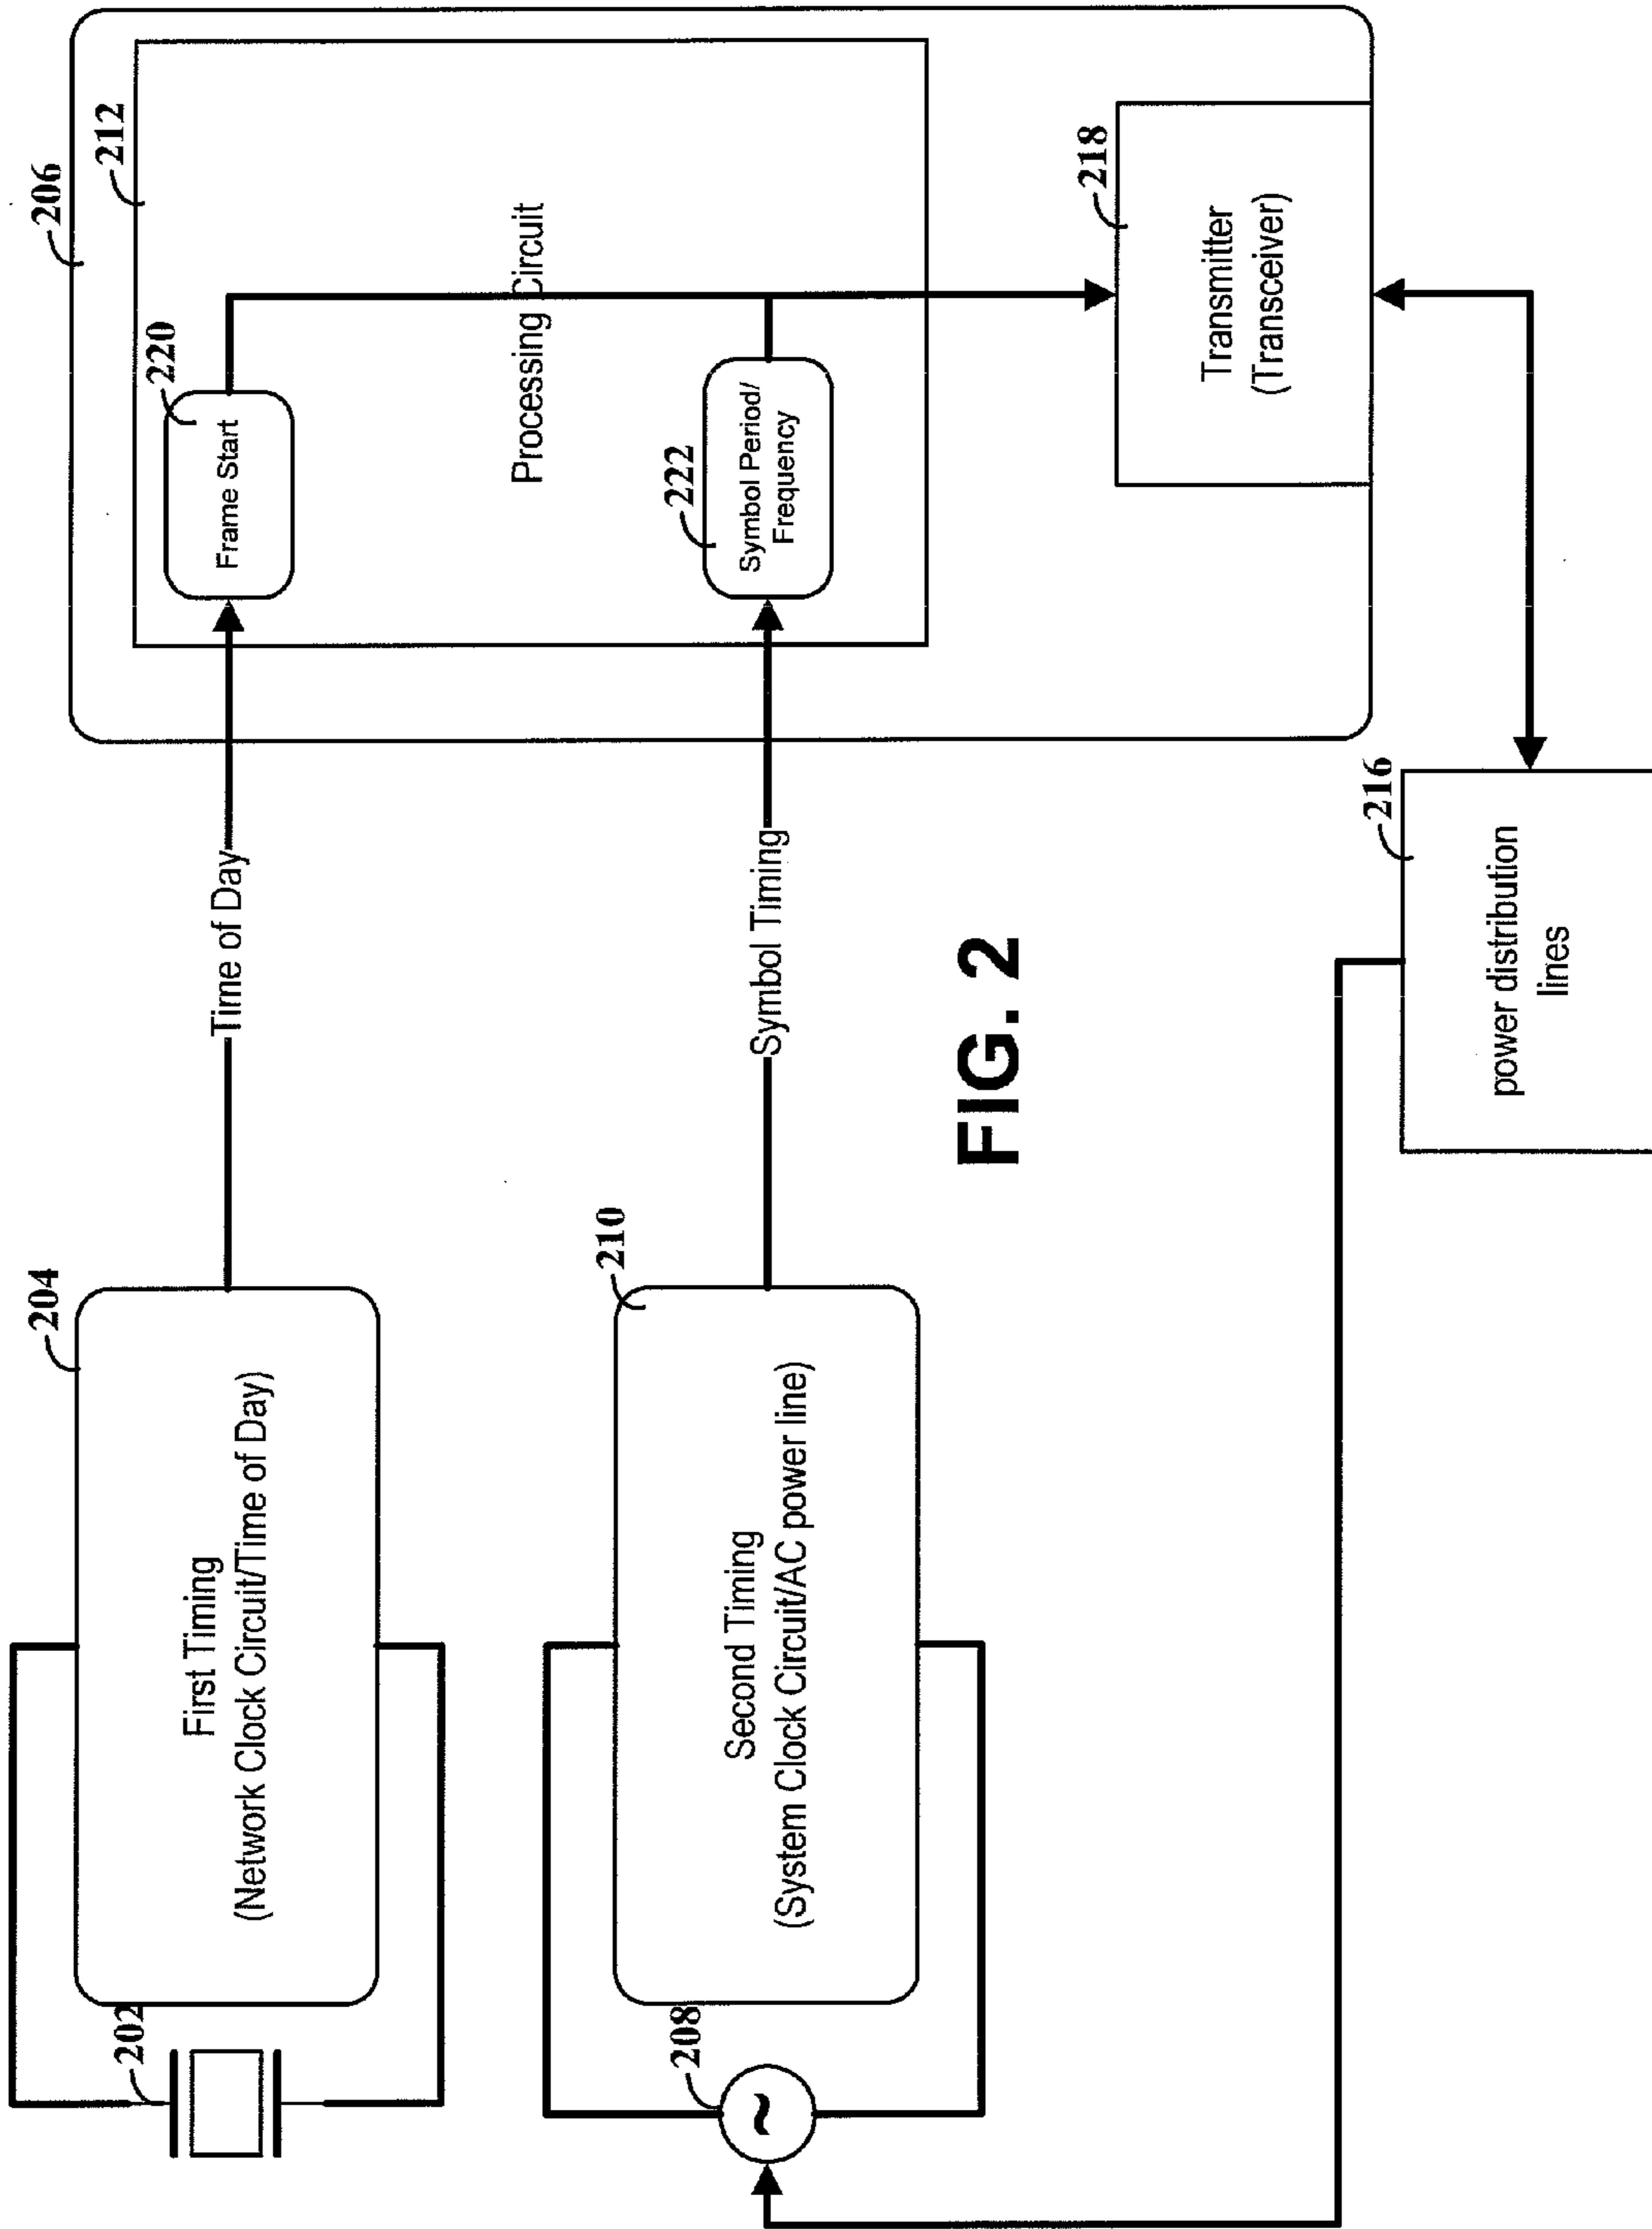 202
204
First Timing
(Network Clock Circuit/Time of Day)
Time of Day
206
212
220
Frame Start
Processing Circuit
208
210
Second Timing
(System Clock Circuit/AC power line)
Symbol Timing
222
Symbol Period/
Frequency
218
Transmitter
(Transceiver)
216
power distribution
lines
FIG. 2